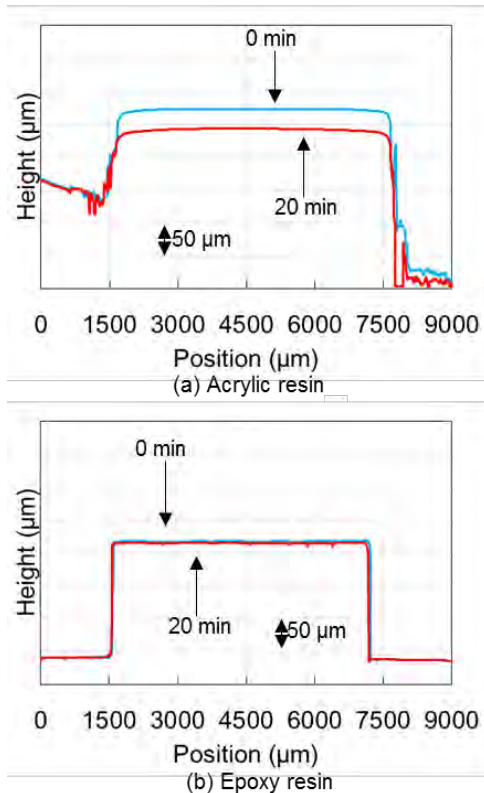 0 min
Height (μm)
20 min
50 μm
0 1500 3000 4500 6000 7500 9000
Position (μm)
(a) Acrylic resin
0 min
Height (μm)
20 min
50 μm
0 1500 3000 4500 6000 7500 9000
Position (μm)
(b) Epoxy resin